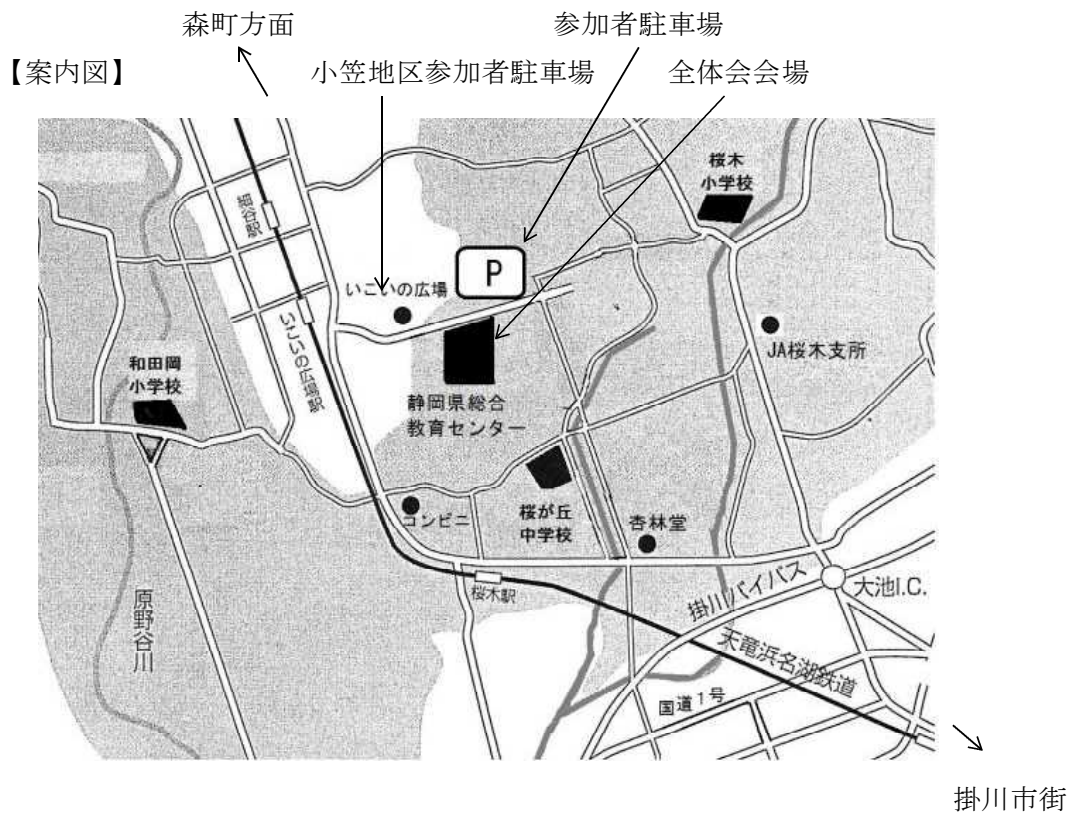 森町方面
参加者駐車場
【案内図】
小笠地区参加者駐車場
全体会会場
桜木
小学校
細谷駅
P
いこいの広場
いこいの広場駅
JA桜木支所
和田岡
小学校
静岡県総合
教育センター
コンビニ
桜が丘
中学校
杏林堂
桜木駅
掛川バイパス
大池I.C.
原野谷川
天竜浜名湖鉄道
国道1号
掛川市街